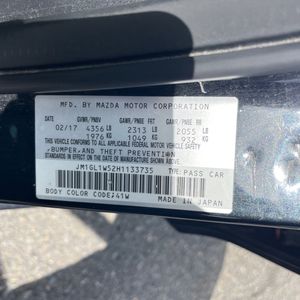 MFD. BY MAZDA MOTOR CORPORATION
DATE GVWR/PNBV GAWR/PNBE FRT GAWR/PNBE RR
02/17 4356 LB 2313 LB 2055 LB
1976 KG 1049 KG 932 KG
THIS VEHICLE CONFORMS TO ALL APPLICABLE FEDERAL MOTOR VEHICLE SAFETY
, BUMPER, AND THEFT PREVENTION
STANDARDS IN EFFECT ON THE DATE OF MANUFACTURE SHOWN ABOVE.
JM1GL1W52H1133735 TYPE:PASS CAR
BODY COLOR CODE:41W MADE IN JAPAN